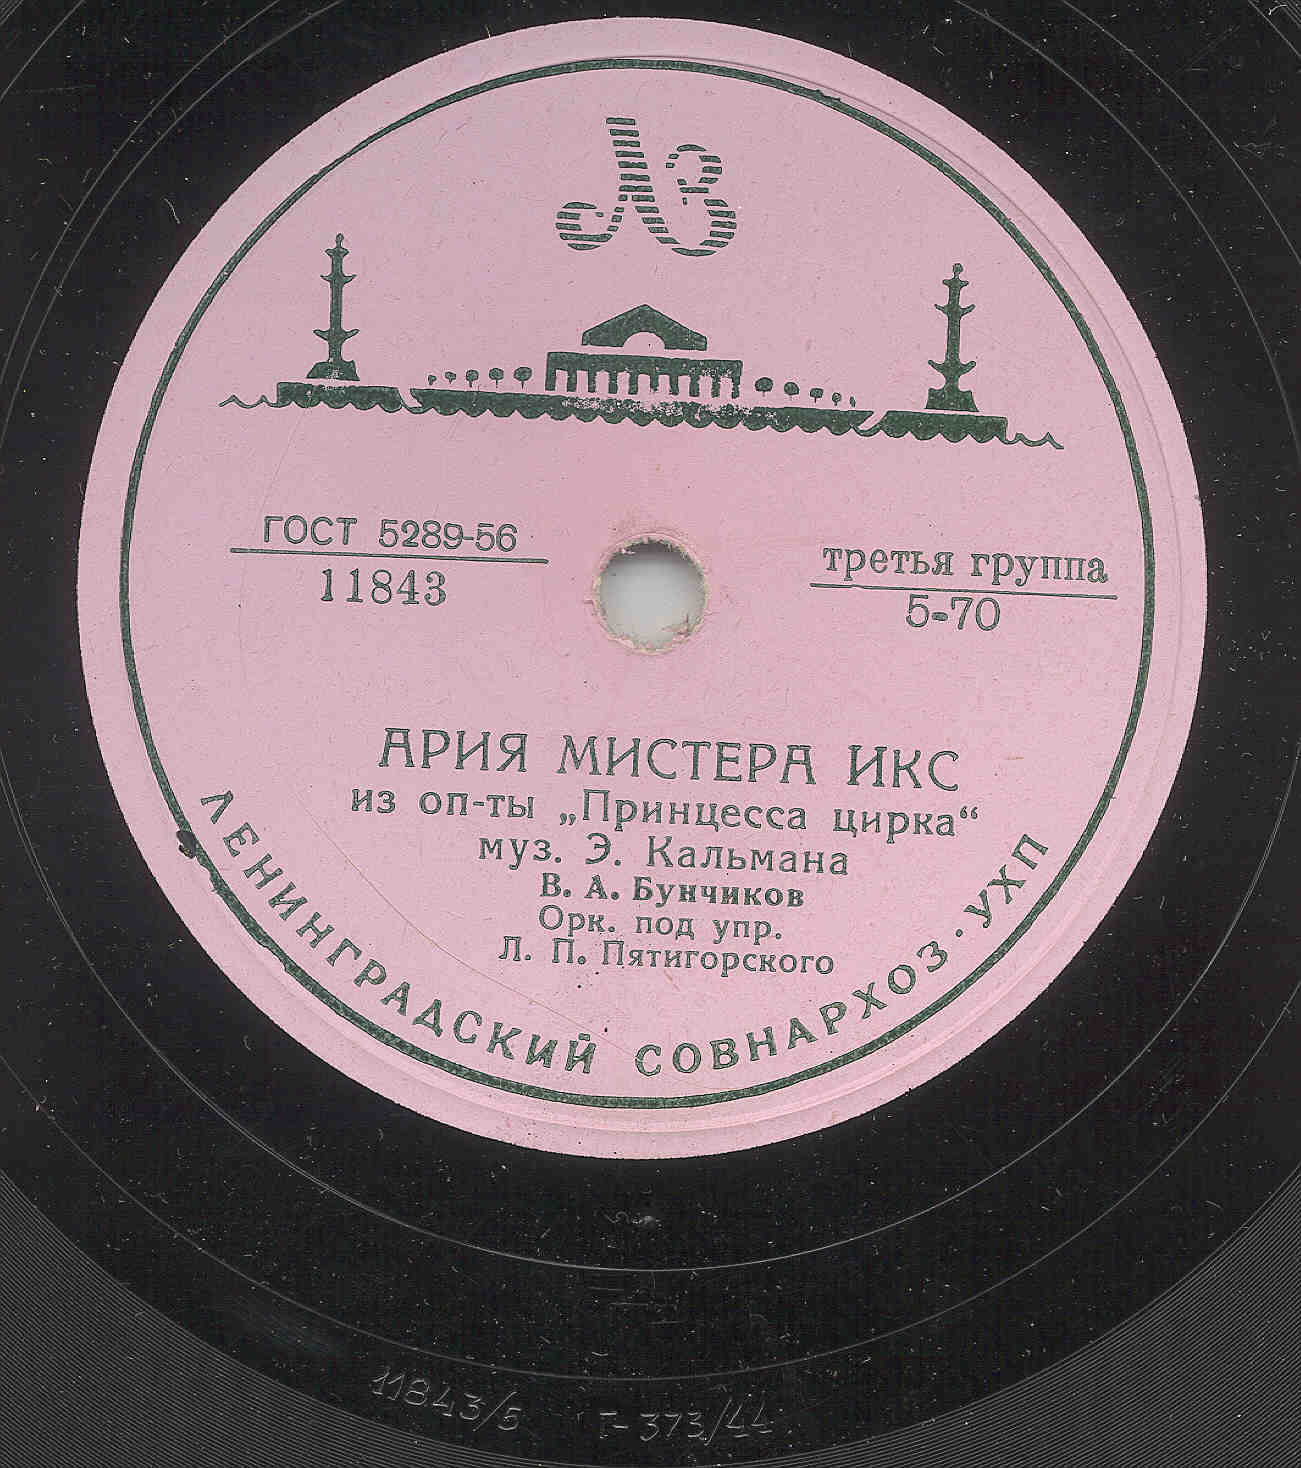 ЛЗ
ГОСТ 5289-56
11843
третья группа
5-70
АРИЯ МИСТЕРА ИКС
из оп-ты „Принцесса цирка“
муз. Э. Кальмана
В. А. Бунчиков
Орк. под упр.
Л. П. Пятигорского
ЛЕНИНГРАДСКИЙ СОВНАРХОЗ · УХП
11843/5 Г-373/44